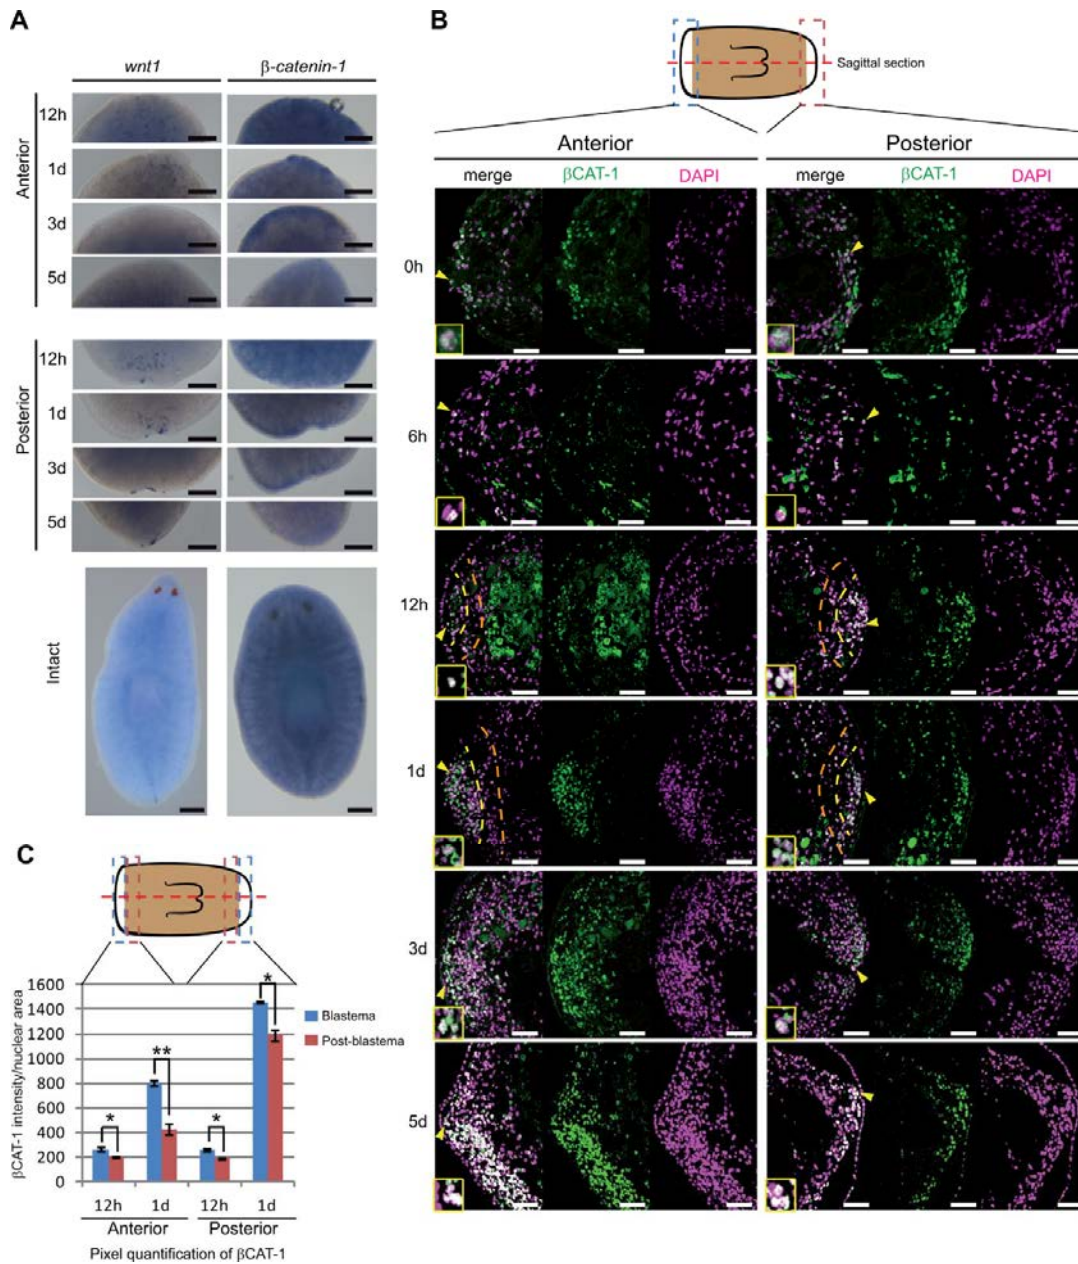 A
wnt1
β-catenin-1
Anterior
12h
1d
3d
5d
Posterior
12h
1d
3d
5d
Intact
B
Sagittal section
Anterior
Posterior
merge
βCAT-1
DAPI
merge
βCAT-1
DAPI
0h
6h
12h
1d
3d
5d
C
βCAT-1 intensity/nuclear area
1600
1400
1200
1000
800
600
400
200
0
*
**
*
*
Blastema
Post-blastema
12h
1d
12h
1d
Anterior
Posterior
Pixel quantification of βCAT-1